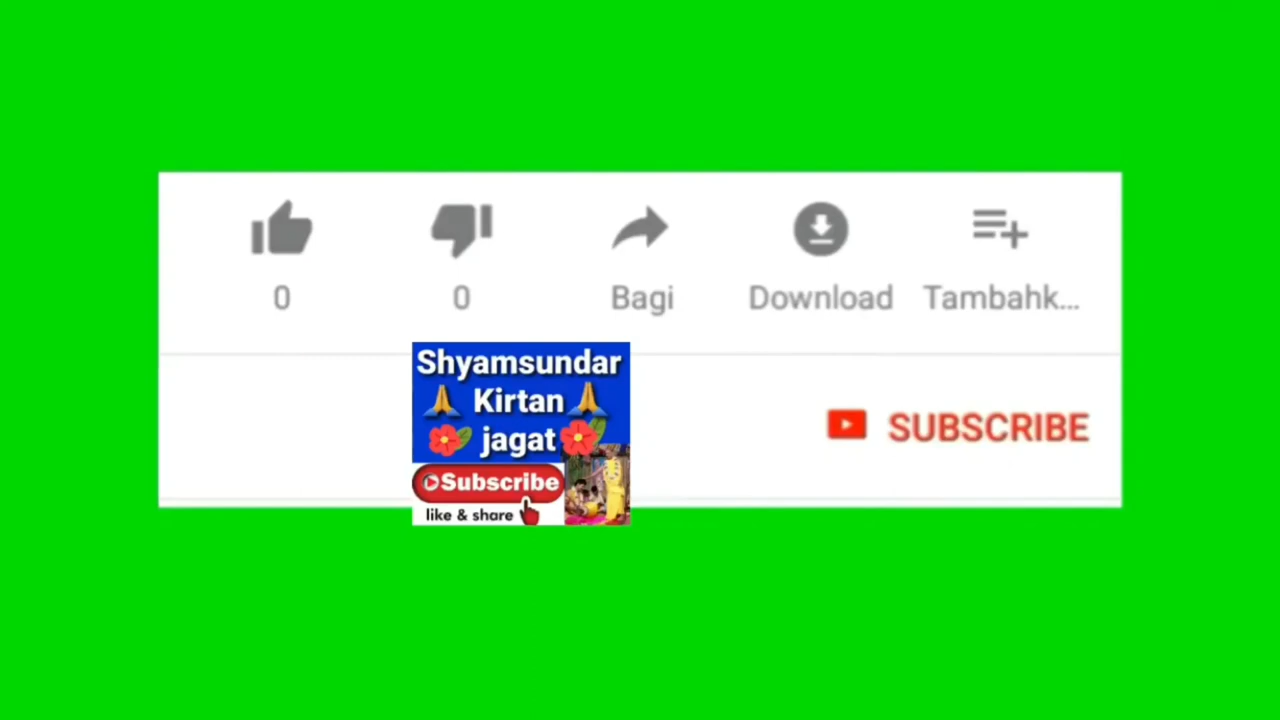 0
0
Bagi
Download
Tambahk...
Shyamsundar
Kirtan
jagat
SUBSCRIBE
Subscribe
like & share